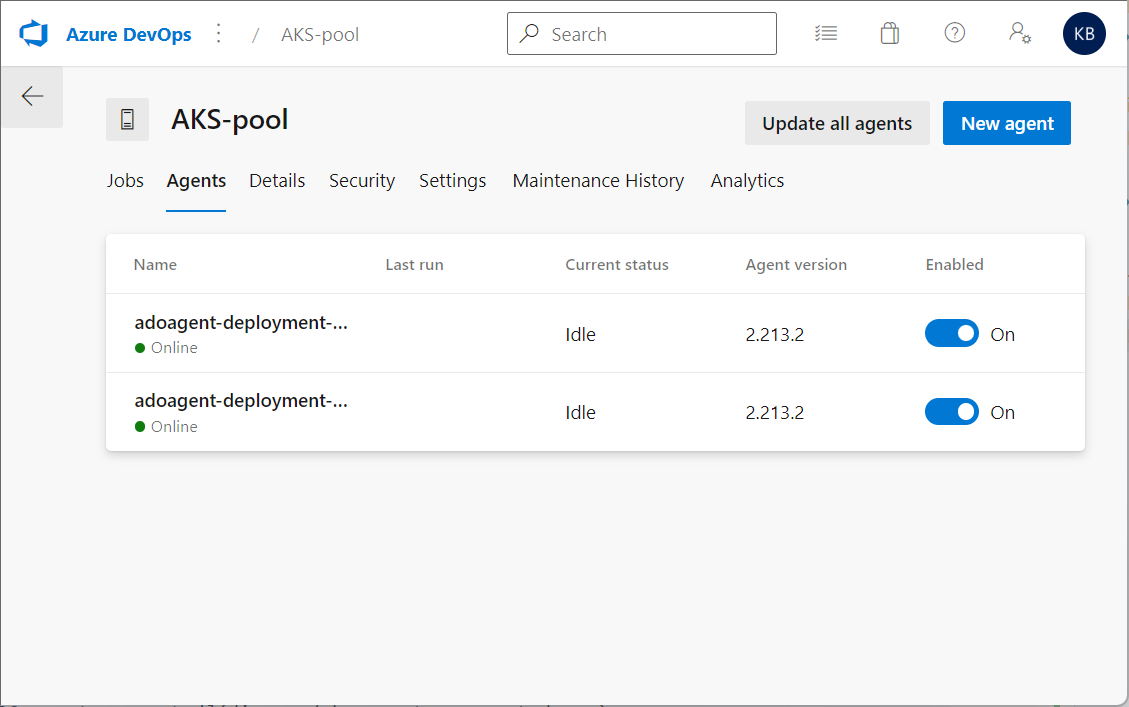 Azure DevOps / AKS-pool Search KB
AKS-pool
Update all agents New agent
Jobs Agents Details Security Settings Maintenance History Analytics
Name Last run Current status Agent version Enabled
adoagent-deployment-...
Idle 2.213.2 On
Online
adoagent-deployment-...
Idle 2.213.2 On
Online